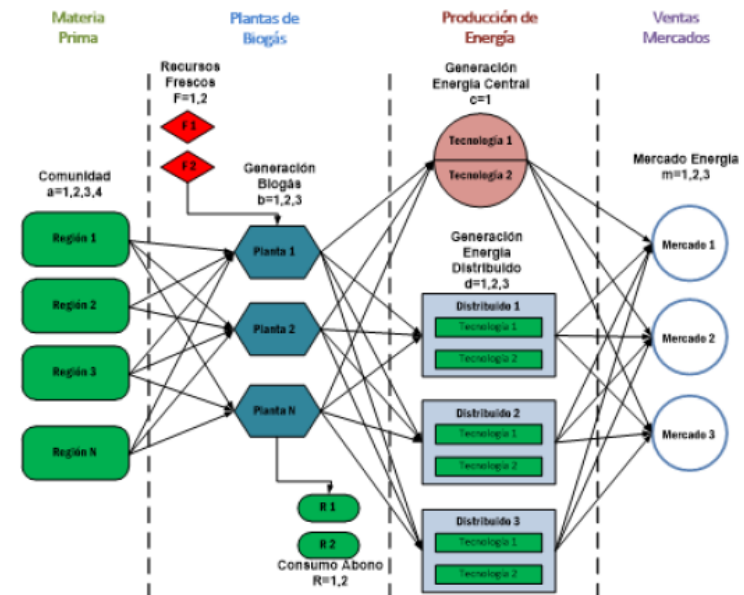 Materia
Prima
Plantas de
Biogás
Producción de
Energía
Ventas
Mercados
Recursos
Frescos
F=1,2
F1
F2
Comunidad
a=1,2,3,4
Región 1
Región 2
Región 3
Región N
Generación
Biogás
b=1,2,3
Planta 1
Planta 2
Planta N
R 1
R 2
Consumo Abono
R=1,2
Generación
Energía Central
c=1
Tecnología 1
Tecnología 2
Generación
Energía
Distribuido
d=1,2,3
Distribuido 1
Tecnología 1
Tecnología 2
Distribuido 2
Tecnología 1
Tecnología 2
Distribuido 3
Tecnología 1
Tecnología 2
Mercado Energía
m=1,2,3
Mercado 1
Mercado 2
Mercado 3